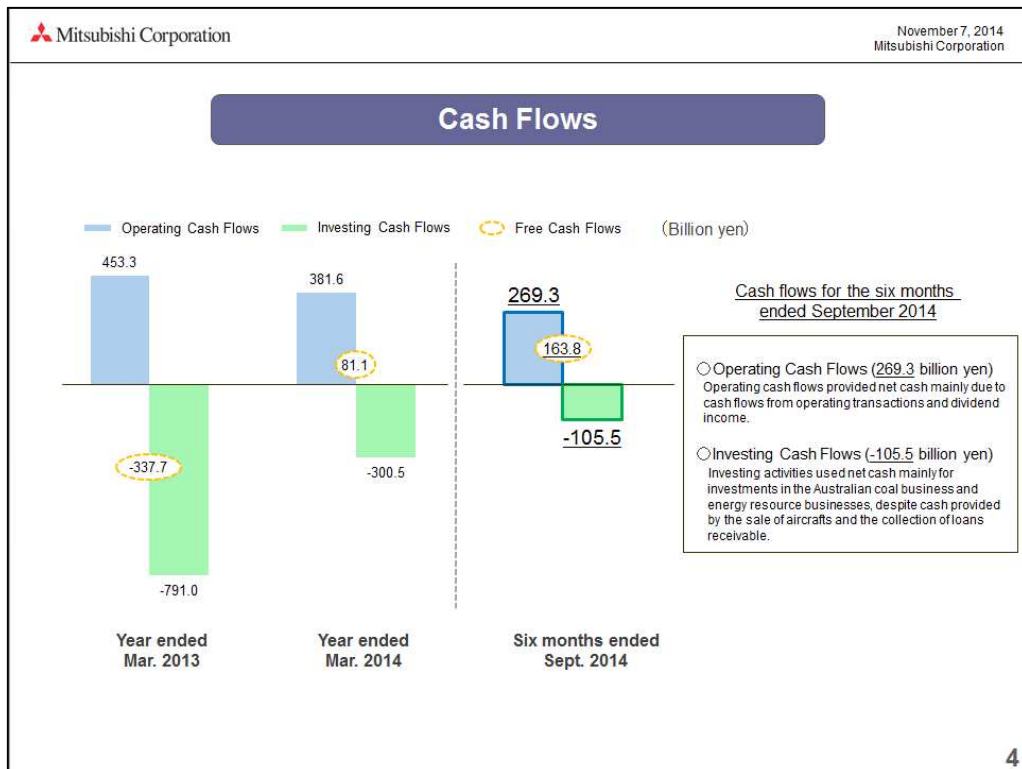 Mitsubishi Corporation
November 7, 2014
Mitsubishi Corporation
Cash Flows
Operating Cash Flows
Investing Cash Flows
Free Cash Flows
(Billion yen)
453.3
-337.7
-791.0
Year ended
Mar. 2013
381.6
81.1
-300.5
Year ended
Mar. 2014
269.3
163.8
-105.5
Six months ended
Sept. 2014
Cash flows for the six months
ended September 2014
○Operating Cash Flows (269.3 billion yen)
Operating cash flows provided net cash mainly due to
cash flows from operating transactions and dividend
income.
○Investing Cash Flows (-105.5 billion yen)
Investing activities used net cash mainly for
investments in the Australian coal business and
energy resource businesses, despite cash provided
by the sale of aircrafts and the collection of loans
receivable.
4